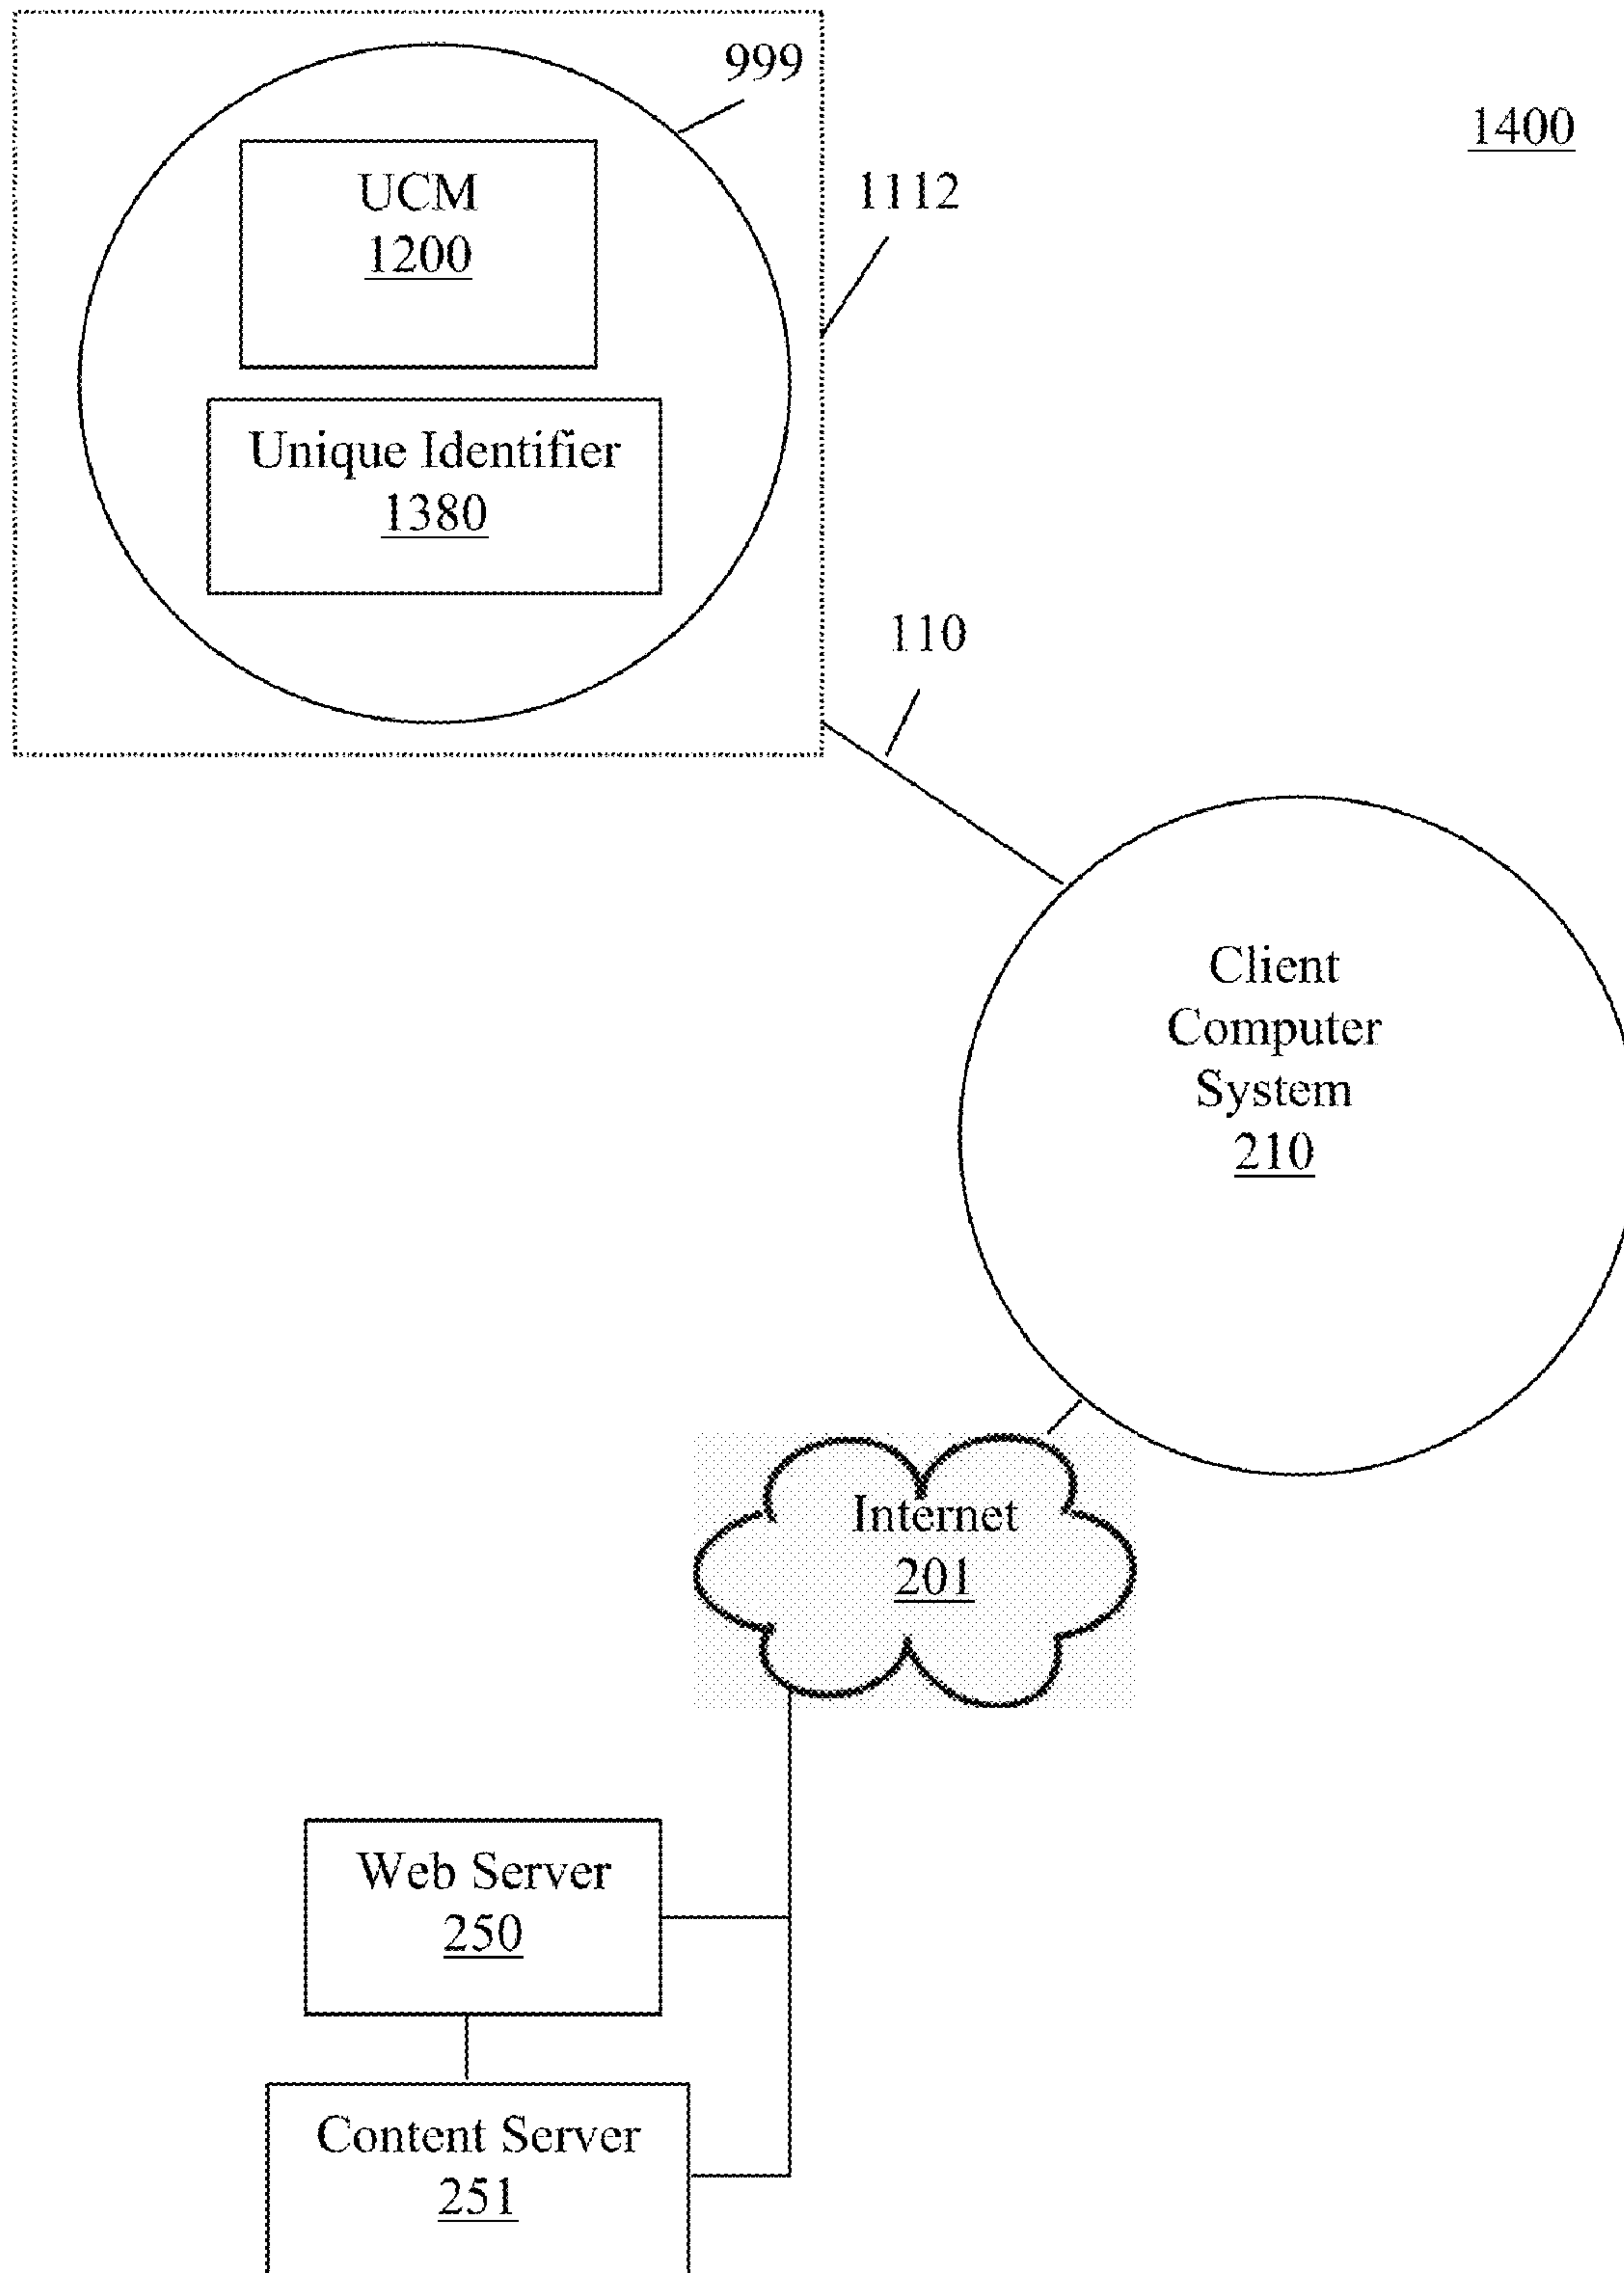 999
1400
UCM
1200
1112
Unique Identifier
1380
110
Client
Computer
System
210
Internet
201
Web Server
250
Content Server
251